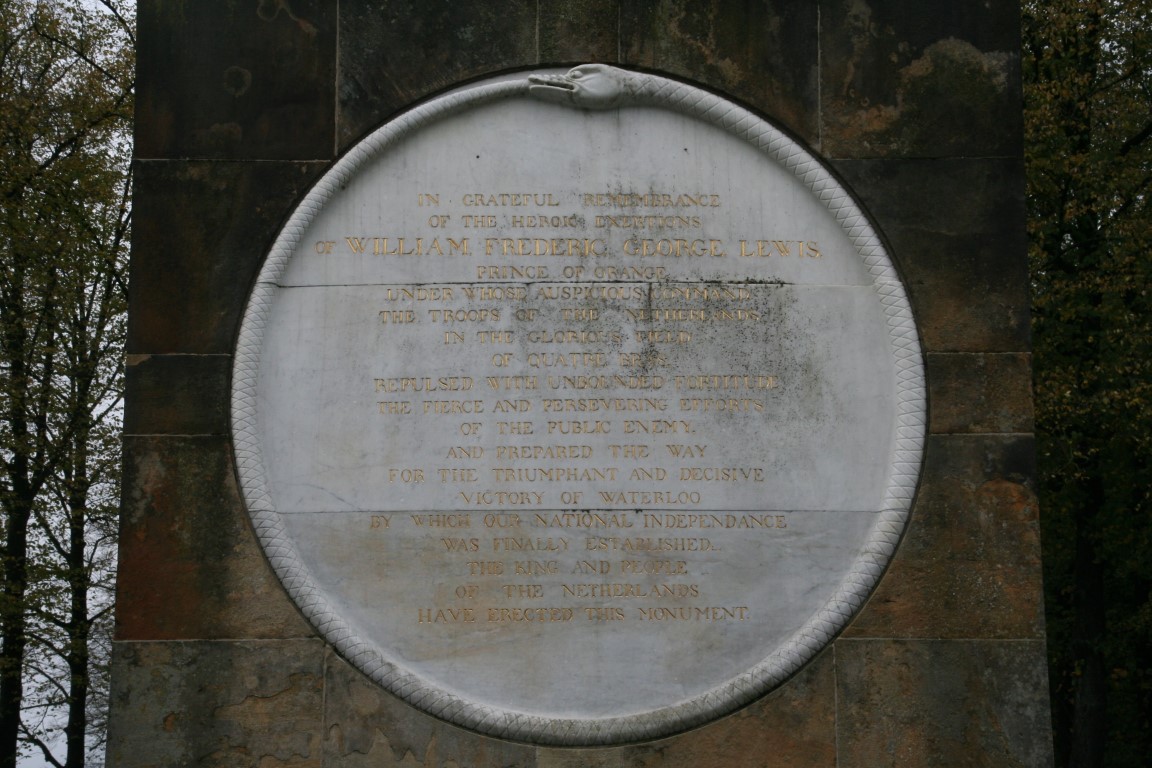 IN GRATEFUL REMEMBRANCE
OF THE HEROIC EXERTIONS
OF WILLIAM, FREDERIC, GEORGE, LEWIS,
PRINCE OF ORANGE,
UNDER WHOSE AUSPICIOUS COMMAND
THE TROOPS OF THE NETHERLANDS
IN THE GLORIOUS FIELD
OF QUATRE BRAS
REPULSED WITH UNBOUNDED FORTITUDE
THE FIERCE AND PERSEVERING EFFORTS
OF THE PUBLIC ENEMY,
AND PREPARED THE WAY
FOR THE TRIUMPHANT AND DECISIVE
VICTORY OF WATERLOO
BY WHICH OUR NATIONAL INDEPENDANCE
WAS FINALLY ESTABLISHED.
THE KING AND PEOPLE
OF THE NETHERLANDS
HAVE ERECTED THIS MONUMENT.